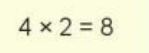 4 × 2 = 8